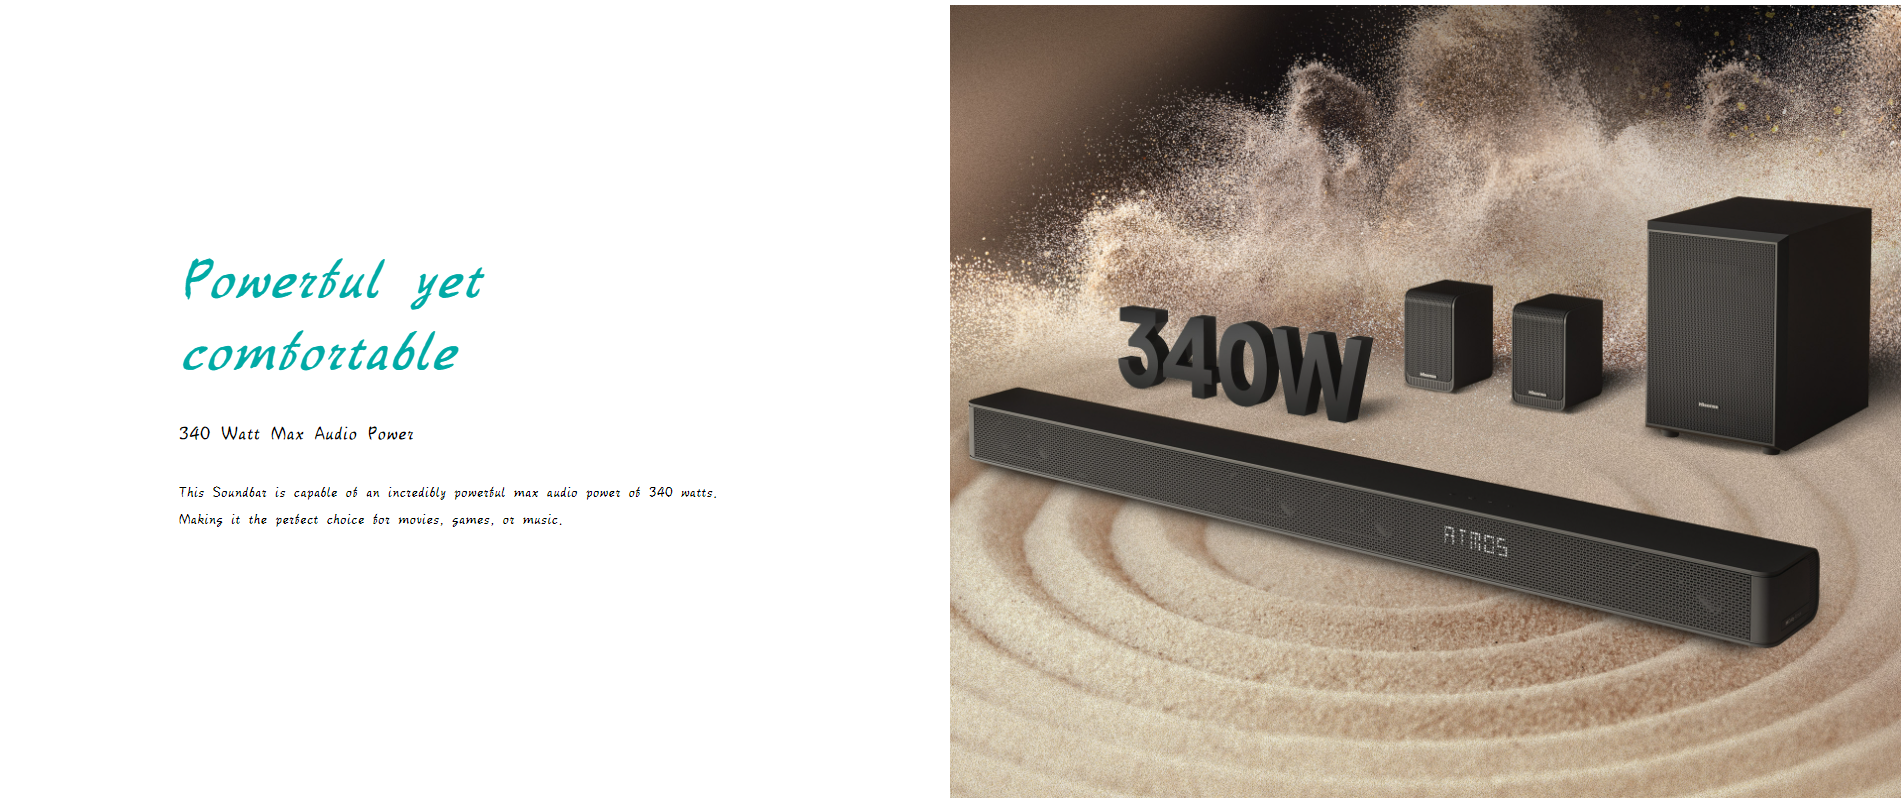 Powerful yet
comfortable
340 Watt Max Audio Power
This Soundbar is capable of an incredibly powerful max audio power of 340 watts.
Making it the perfect choice for movies, games, or music.
340W
Hisense
Hisense
Hisense
ATMOS